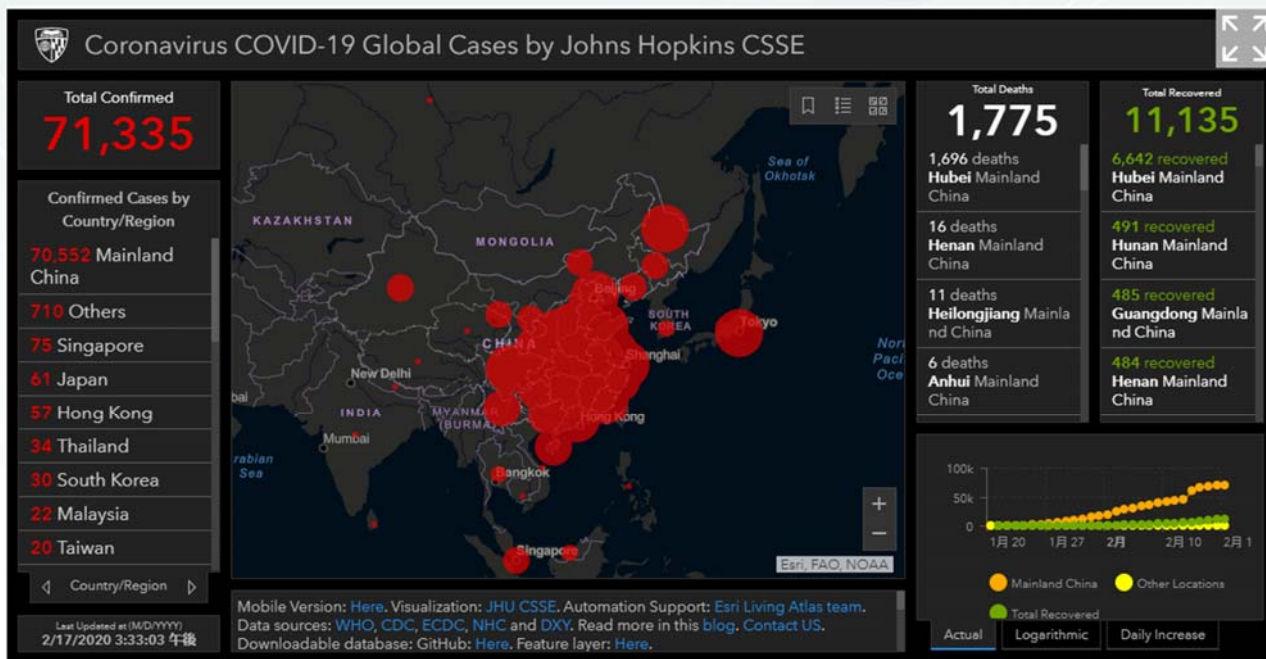 Coronavirus COVID-19 Global Cases by Johns Hopkins CSSE
Total Confirmed
71,335
Confirmed Cases by
Country/Region
70,552 Mainland
China
710 Others
75 Singapore
61 Japan
57 Hong Kong
34 Thailand
30 South Korea
22 Malaysia
20 Taiwan
Country/Region
Last Updated at (M/D/YYYY)
2/17/2020 3:33:03 午後
Sea of
Okhotsk
KAZAKHSTAN
MONGOLIA
Beijing
SOUTH
KOREA
Tokyo
CHINA
Shanghai
Nor
Paci
Oce
New Delhi
bai
INDIA
MYANMAR
(BURMA)
Hong Kong
Mumbai
rabian
Sea
Bangkok
Singapore
Esri, FAO, NOAA
Mobile Version: Here. Visualization: JHU CSSE. Automation Support: Esri Living Atlas team.
Data sources: WHO, CDC, ECDC, NHC and DXY. Read more in this blog. Contact US.
Downloadable database: GitHub: Here. Feature layer: Here.
Total Deaths
1,775
1,696 deaths
Hubei Mainland
China
16 deaths
Henan Mainland
China
11 deaths
Heilongjiang Mainla
nd China
6 deaths
Anhui Mainland
China
Total Recovered
11,135
6,642 recovered
Hubei Mainland
China
491 recovered
Hunan Mainland
China
485 recovered
Guangdong Mainla
nd China
484 recovered
Henan Mainland
China
100k
50k
0
1月 20
1月 27
2月
2月 10
2月 1
Mainland China
Other Locations
Total Recovered
Actual
Logarithmic
Daily Increase